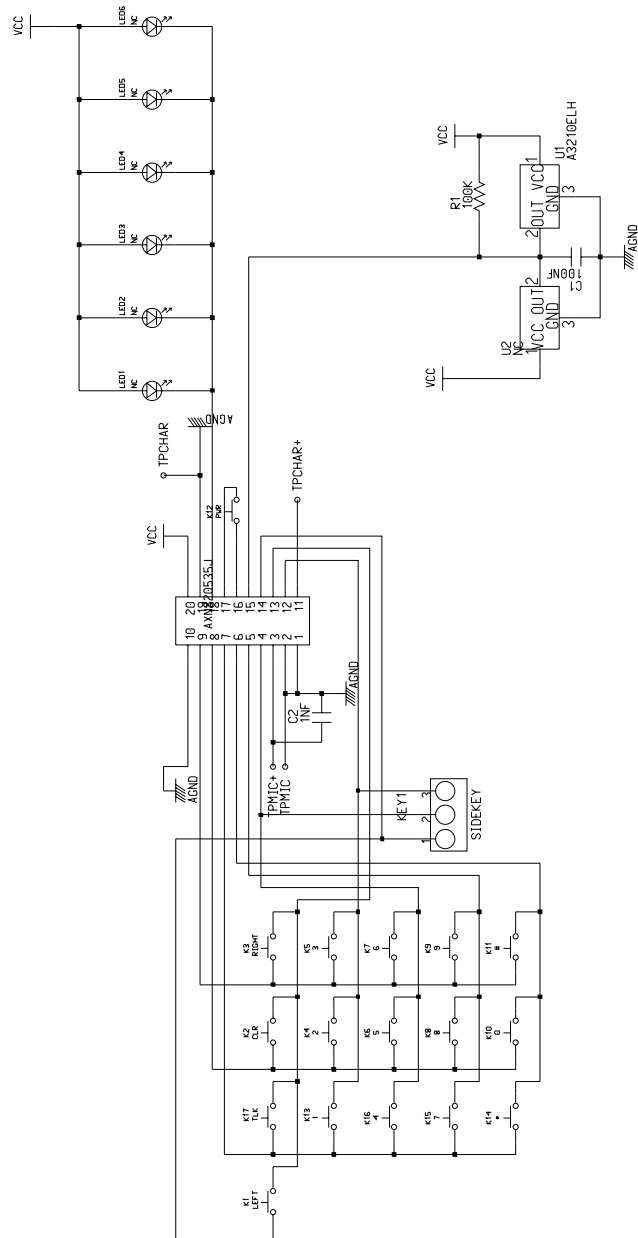 VCC
LED6
NC
LED5
NC
LED4
NC
LED3
NC
LED2
NC
LED1
NC
VCC
R1
100K
U1
A3210ELH
OUT VCC
GND
1
2
3
C1
100NF
AGND
U2
NC
VCC OUT
GND
1
2
3
VCC
AGND
TPCHAR
VCC
K12
PWR
TPCHAR+
10 20
9 19
8 18
7 17
6 16
5 15
4 14
3 13
2 12
1 11
AGND
C2
1NF
AGND
TPMIC+
TPMIC
KEY1
1
2
3
SIDEKEY
K3
RIGHT
K5
3
K7
6
K9
9
K11
#
K2
CLR
K4
2
K6
5
K8
8
K10
0
K17
TLK
K13
1
K16
4
K15
7
K14
*
K1
LEFT